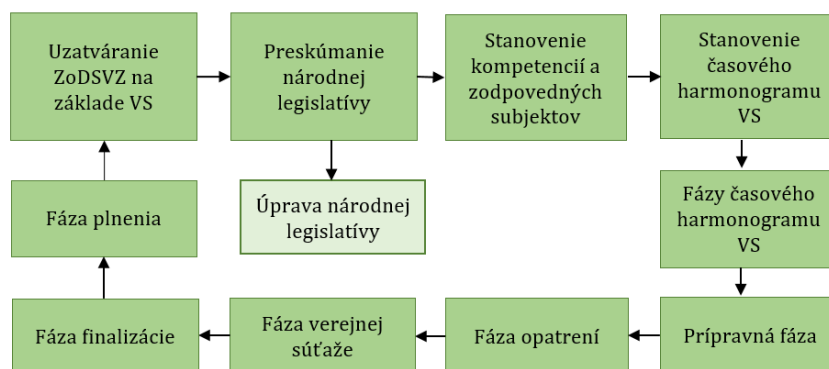 Uzatváranie
ZoDSVZ na
základe VS
Preskúmanie
národnej
legislatívy
Stanovenie
kompetencií a
zodpovedných
subjektov
Stanovenie
časového
harmonogramu
VS
Fáza plnenia
Úprava národnej
legislatívy
Fázy časového
harmonogramu
VS
Fáza finalizácie
Fáza verejnej
súťaže
Fáza opatrení
Prípravná fáza